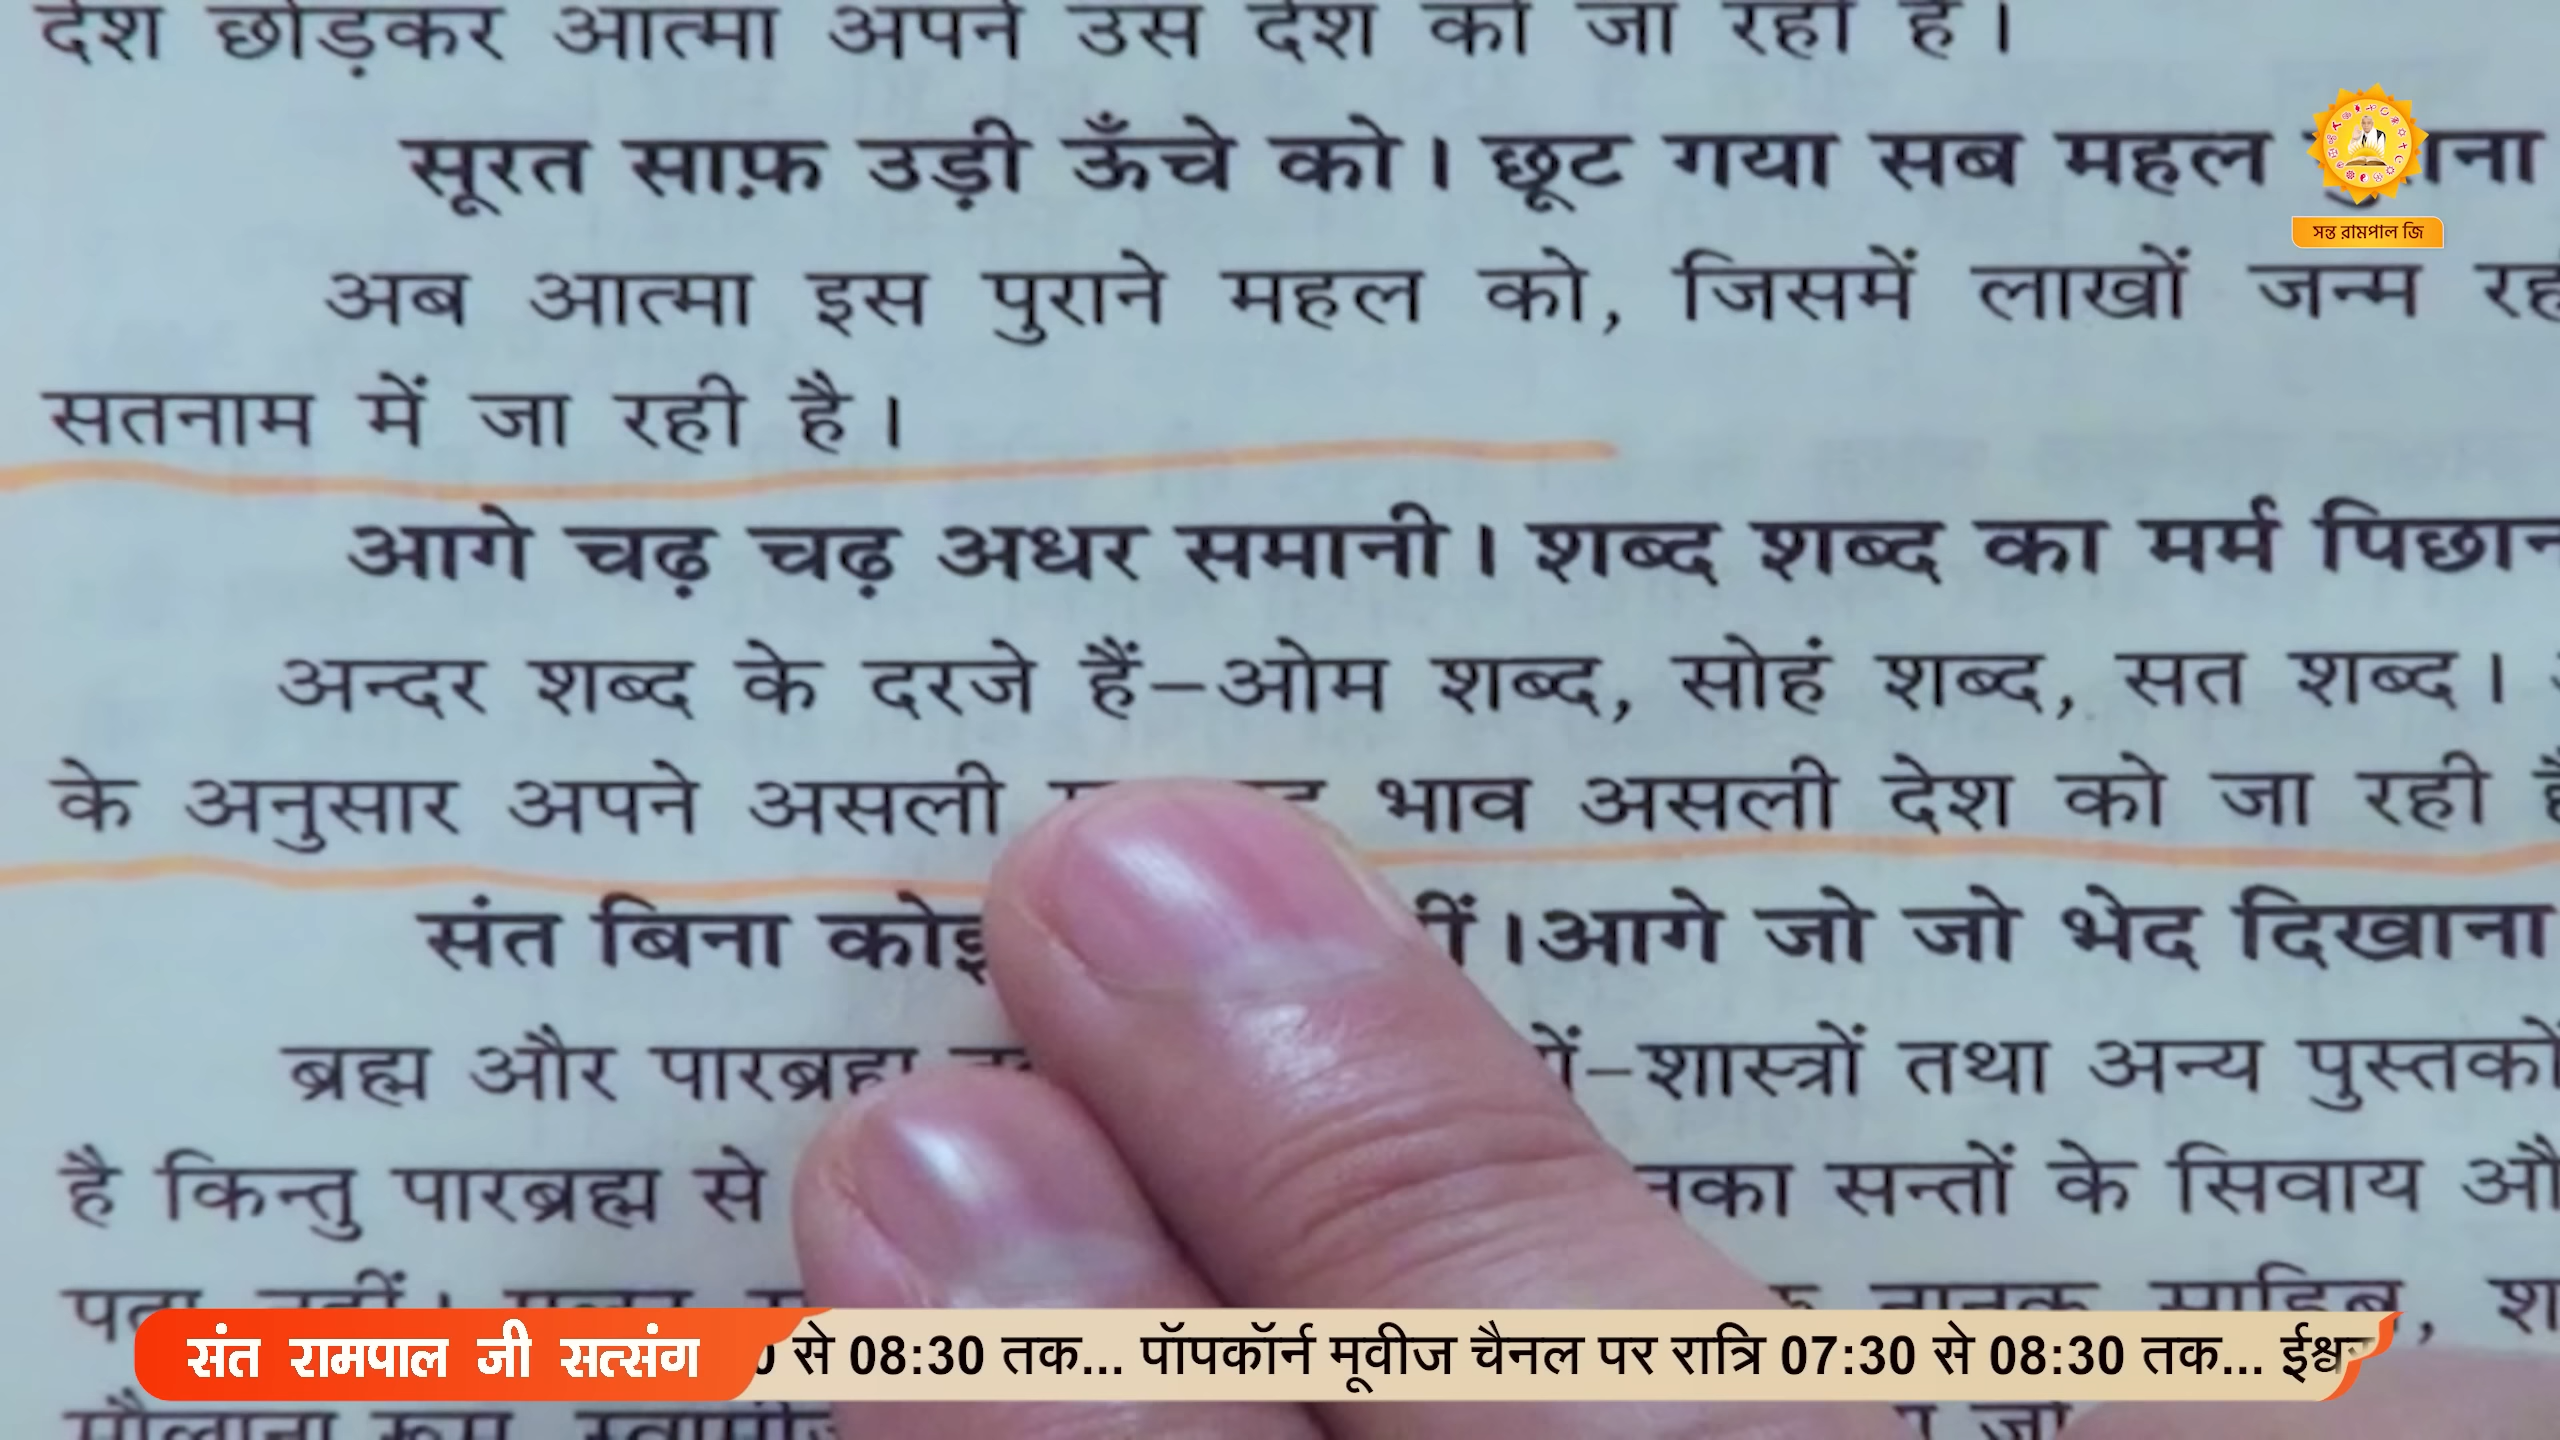 देश छोड़कर आत्मा अपने उस देश को जा रही है।
सूरत साफ़ उड़ी ऊँचे को। छूट गया सब महल
अब आत्मा इस पुराने महल को, जिसमें लाखों जन्म
सतनाम में जा रही है।
आगे चढ़ चढ़ अधर समानी। शब्द शब्द का मर्म
अन्दर शब्द के दरजे हैं–ओम शब्द, सोहं शब्द, सत शब्द।
के अनुसार अपने असली भाव असली देश को जा रही
संत बिना कोइ आगे जो जो भेद दिखाना
ब्रह्म और पारब्रह्म –शास्त्रों तथा अन्य पुस्तकों
है किन्तु पारब्रह्म से सन्तों के सिवाय
সন্ত রামপাল জি
संत रामपाल जी सत्संग
से 08:30 तक... पॉपकॉर्न मूवीज चैनल पर रात्रि 07:30 से 08:30 तक...